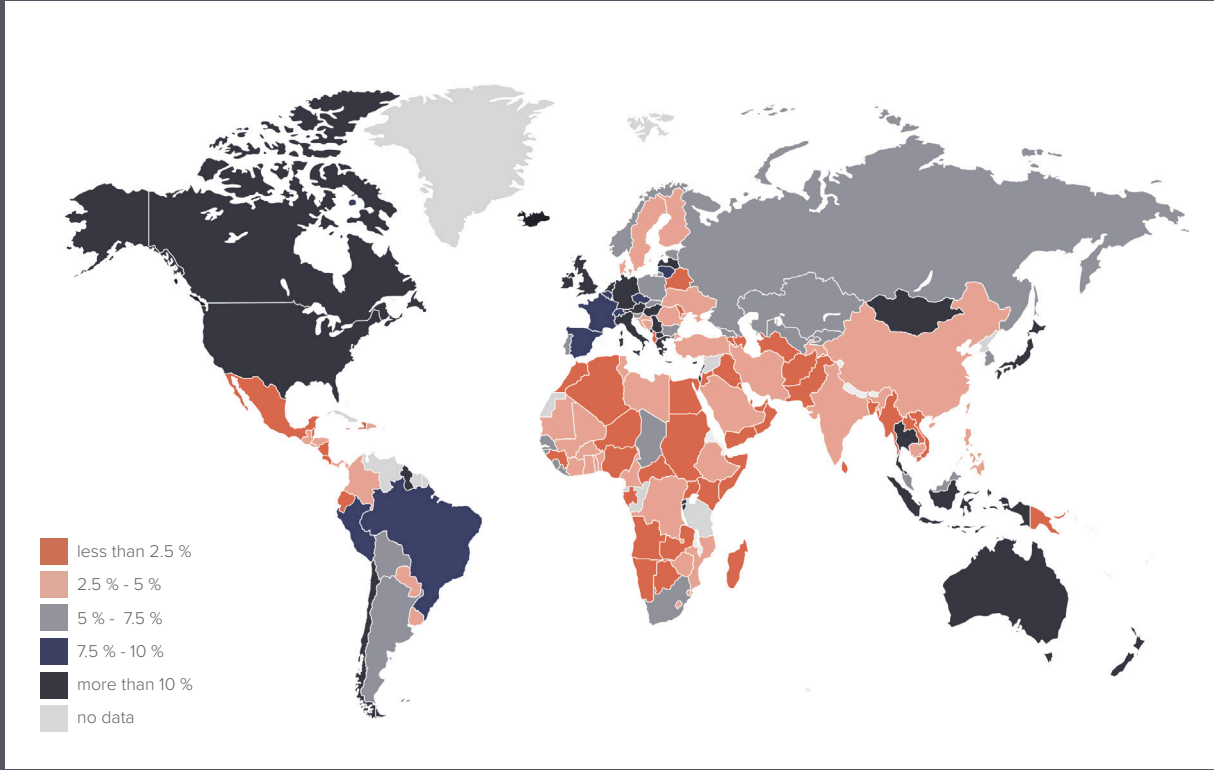 less than 2.5 %
2.5 % - 5 %
5 % - 7.5 %
7.5 % - 10 %
more than 10 %
no data